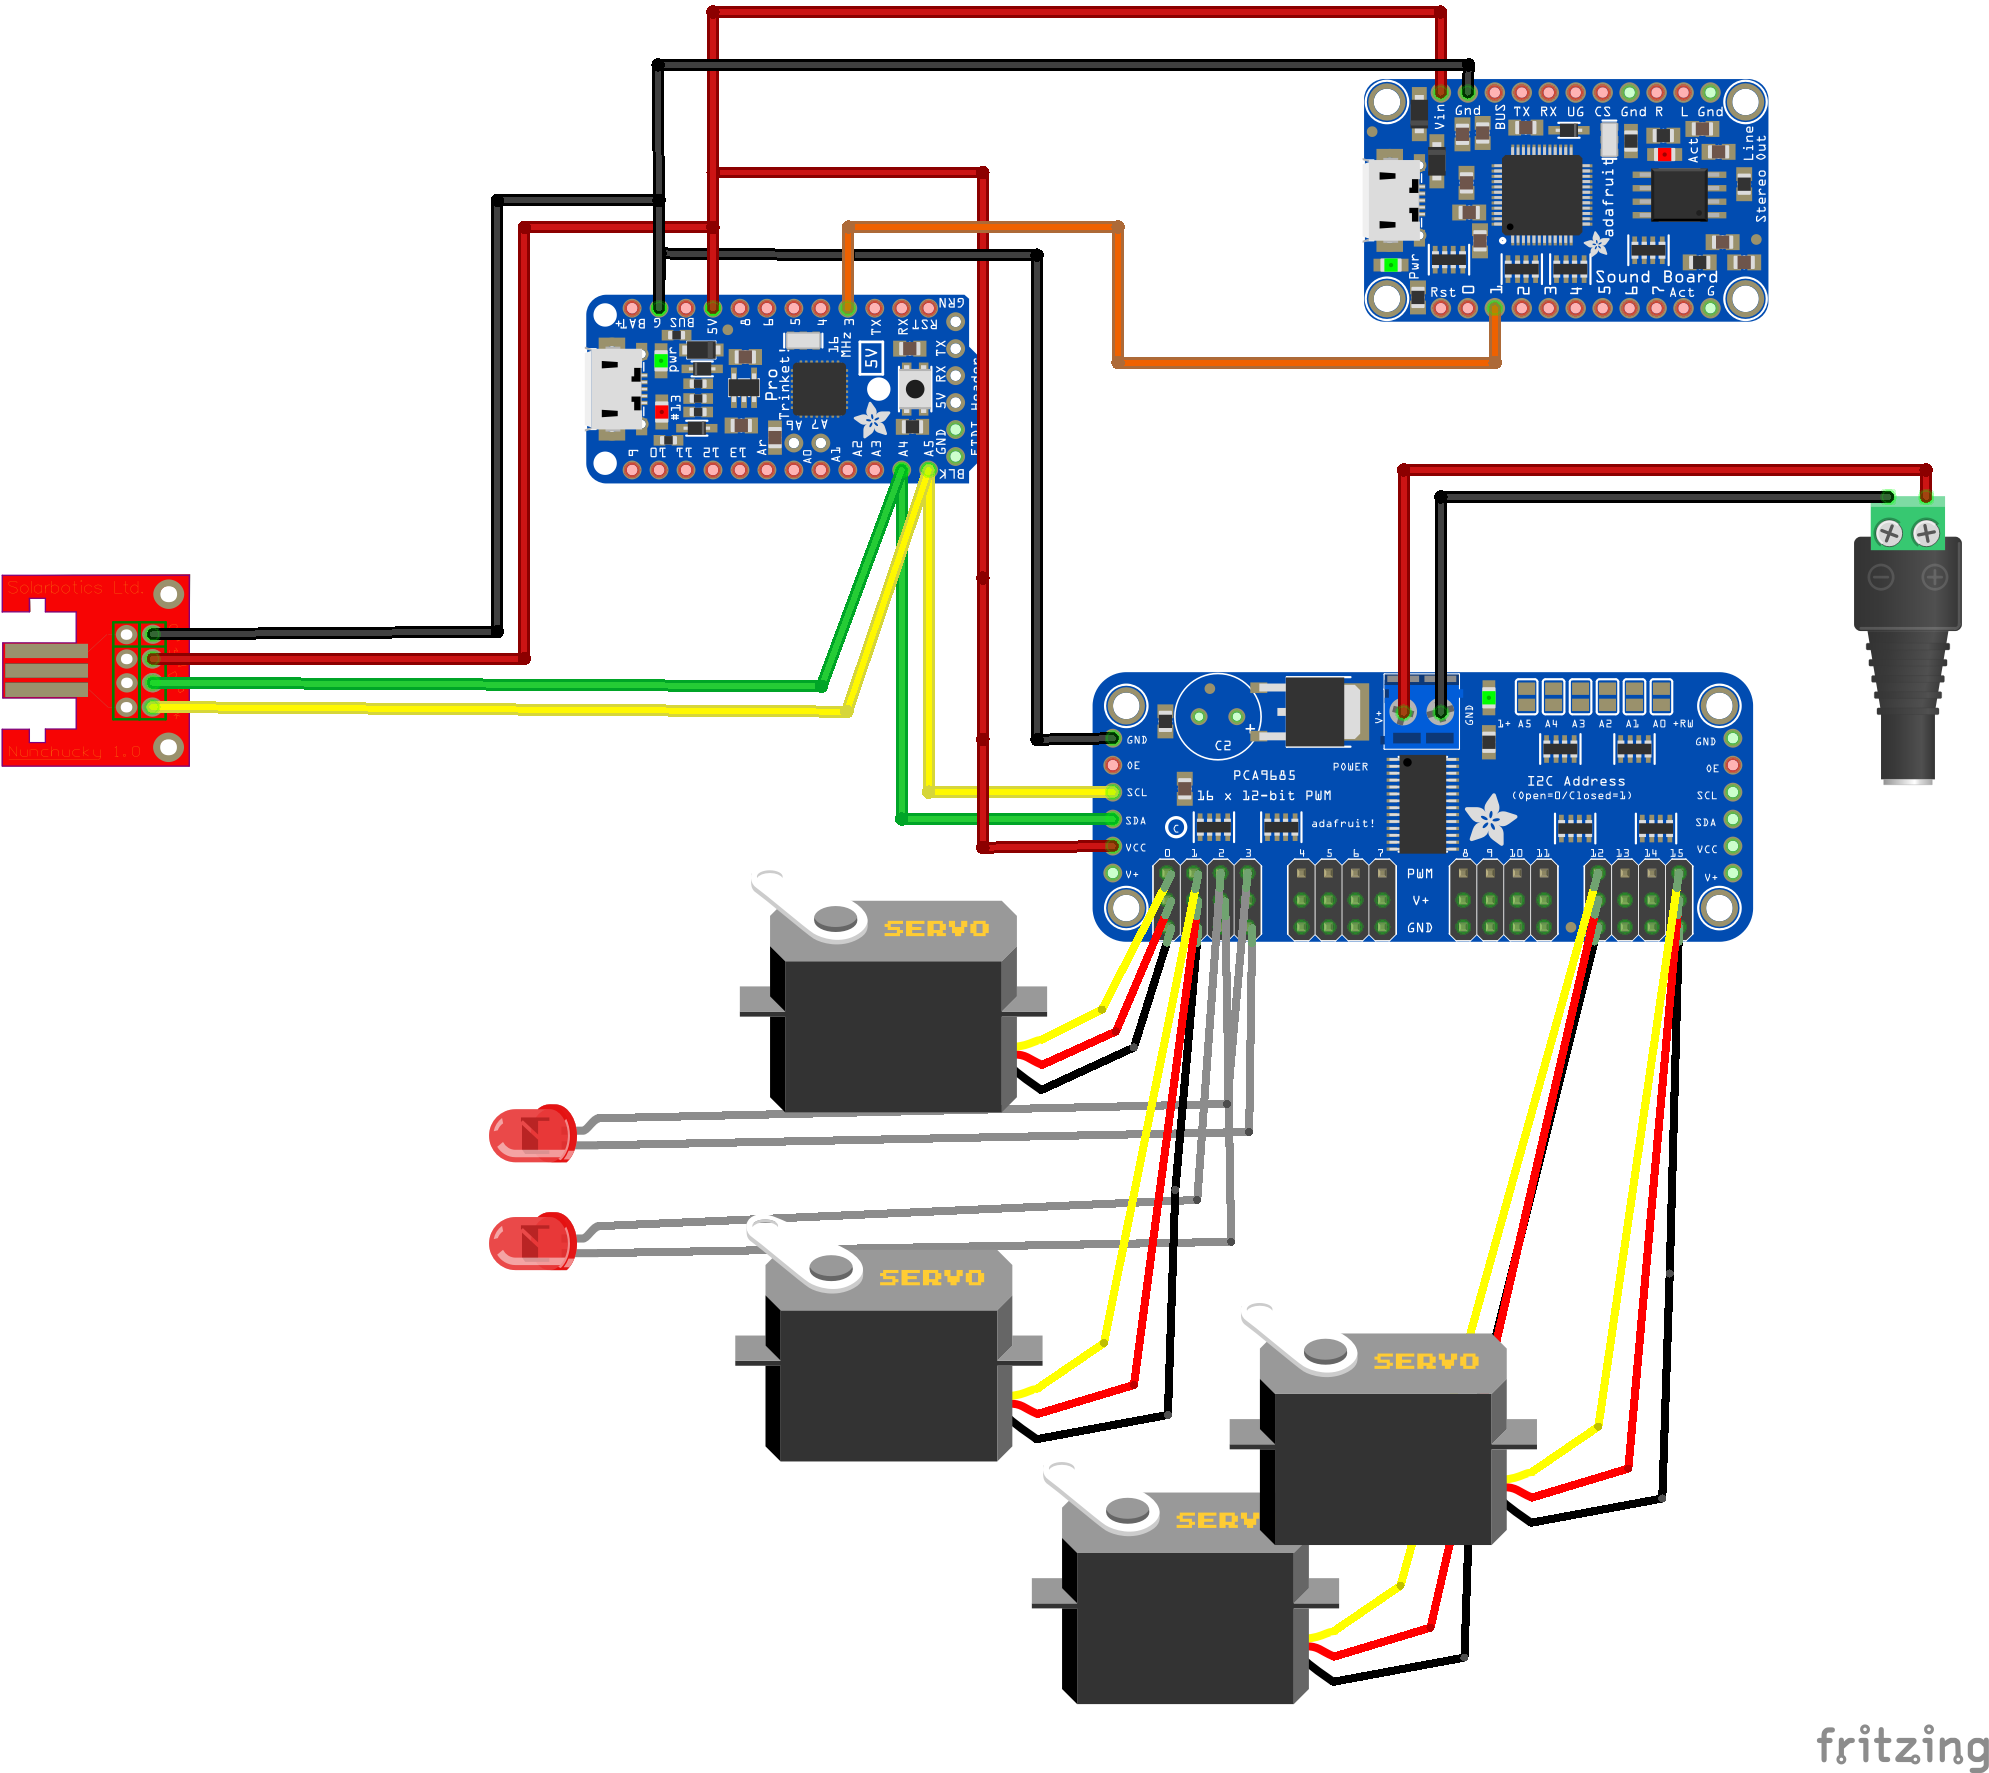 Vin Gnd BUS TX RX UG CS Gnd R L Gnd
Act
Line Out
Stereo
adafruit
Pwr
Sound Board
Rst 0 1 2 3 4 5 6 7 Act G
BAT+ G BUS 5V 8 6 5 4 3 TX RX RST GRN
pwr
#13
16 MHz
5V
Pro
Trinket!
TX
RX
5V
GND
A6 A7
9 10 11 12 13 Ar A0 A1 A2 A3 A4 A5 BLK
Solarbotics Ltd.
Nunchucky 1.0
V+
GND
1+ A5 A4 A3 A2 A1 A0 +RW
C2
+
GND
OE
SCL
SDA
VCC
V+
PCA9685
16 x 12-bit PWM
POWER
adafruit!
C
I2C Address
(Open=0/Closed=1)
GND
OE
SCL
SDA
VCC
V+
0 1 2 3 4 5 6 7 8 9 10 11 12 13 14 15
PWM
V+
GND
SERVO
SERVO
SERVO
SERV
fritzing